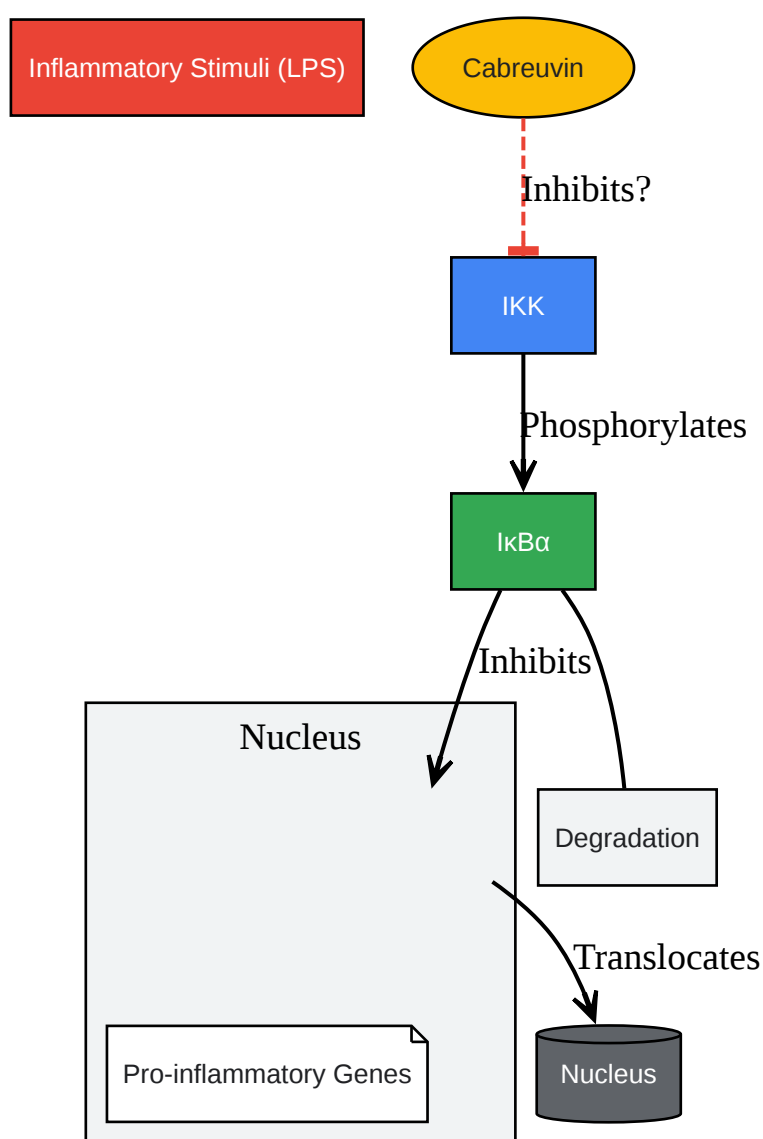 Inflammatory Stimuli (LPS)
Cabreuvin
Inhibits?
IKK
Phosphorylates
IκBα
Inhibits
Nucleus
Degradation
Translocates
Pro-inflammatory Genes
Nucleus